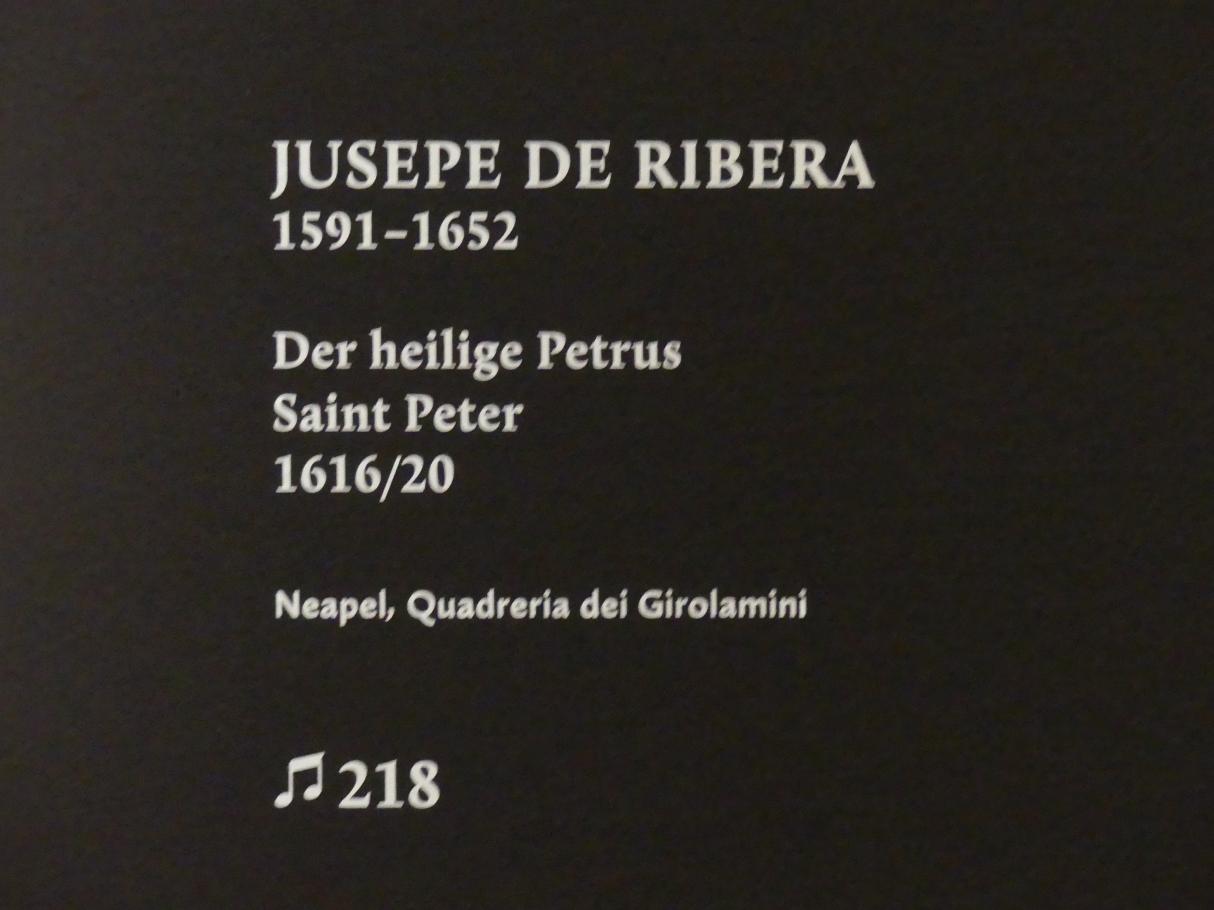 JUSEPE DE RIBERA
1591–1652
Der heilige Petrus
Saint Peter
1616/20
Neapel, Quadreria dei Girolamini
♫ 218